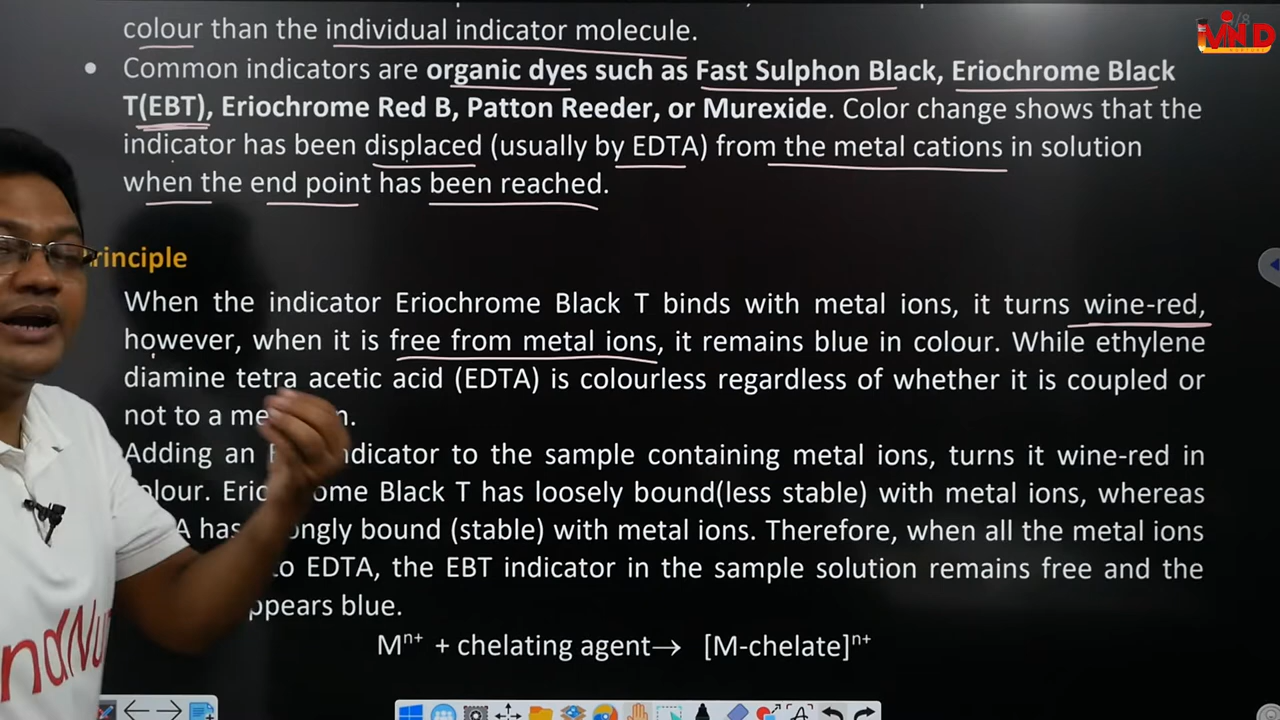 colour than the individual indicator molecule.
/8
MIND
• Common indicators are organic dyes such as Fast Sulphon Black, Eriochrome Black
T(EBT), Eriochrome Red B, Patton Reeder, or Murexide. Color change shows that the
indicator has been displaced (usually by EDTA) from the metal cations in solution
when the end point has been reached.
rinciple
When the indicator Eriochrome Black T binds with metal ions, it turns wine-red,
however, when it is free from metal ions, it remains blue in colour. While ethylene
diamine tetra acetic acid (EDTA) is colourless regardless of whether it is coupled or
not to a me n.
Adding an ndicator to the sample containing metal ions, turns it wine-red in
olour. Eric ome Black T has loosely bound(less stable) with metal ions, whereas
A has ongly bound (stable) with metal ions. Therefore, when all the metal ions
to EDTA, the EBT indicator in the sample solution remains free and the
ppears blue.
Mⁿ⁺ + chelating agent→ [M-chelate]ⁿ⁺
ndNu